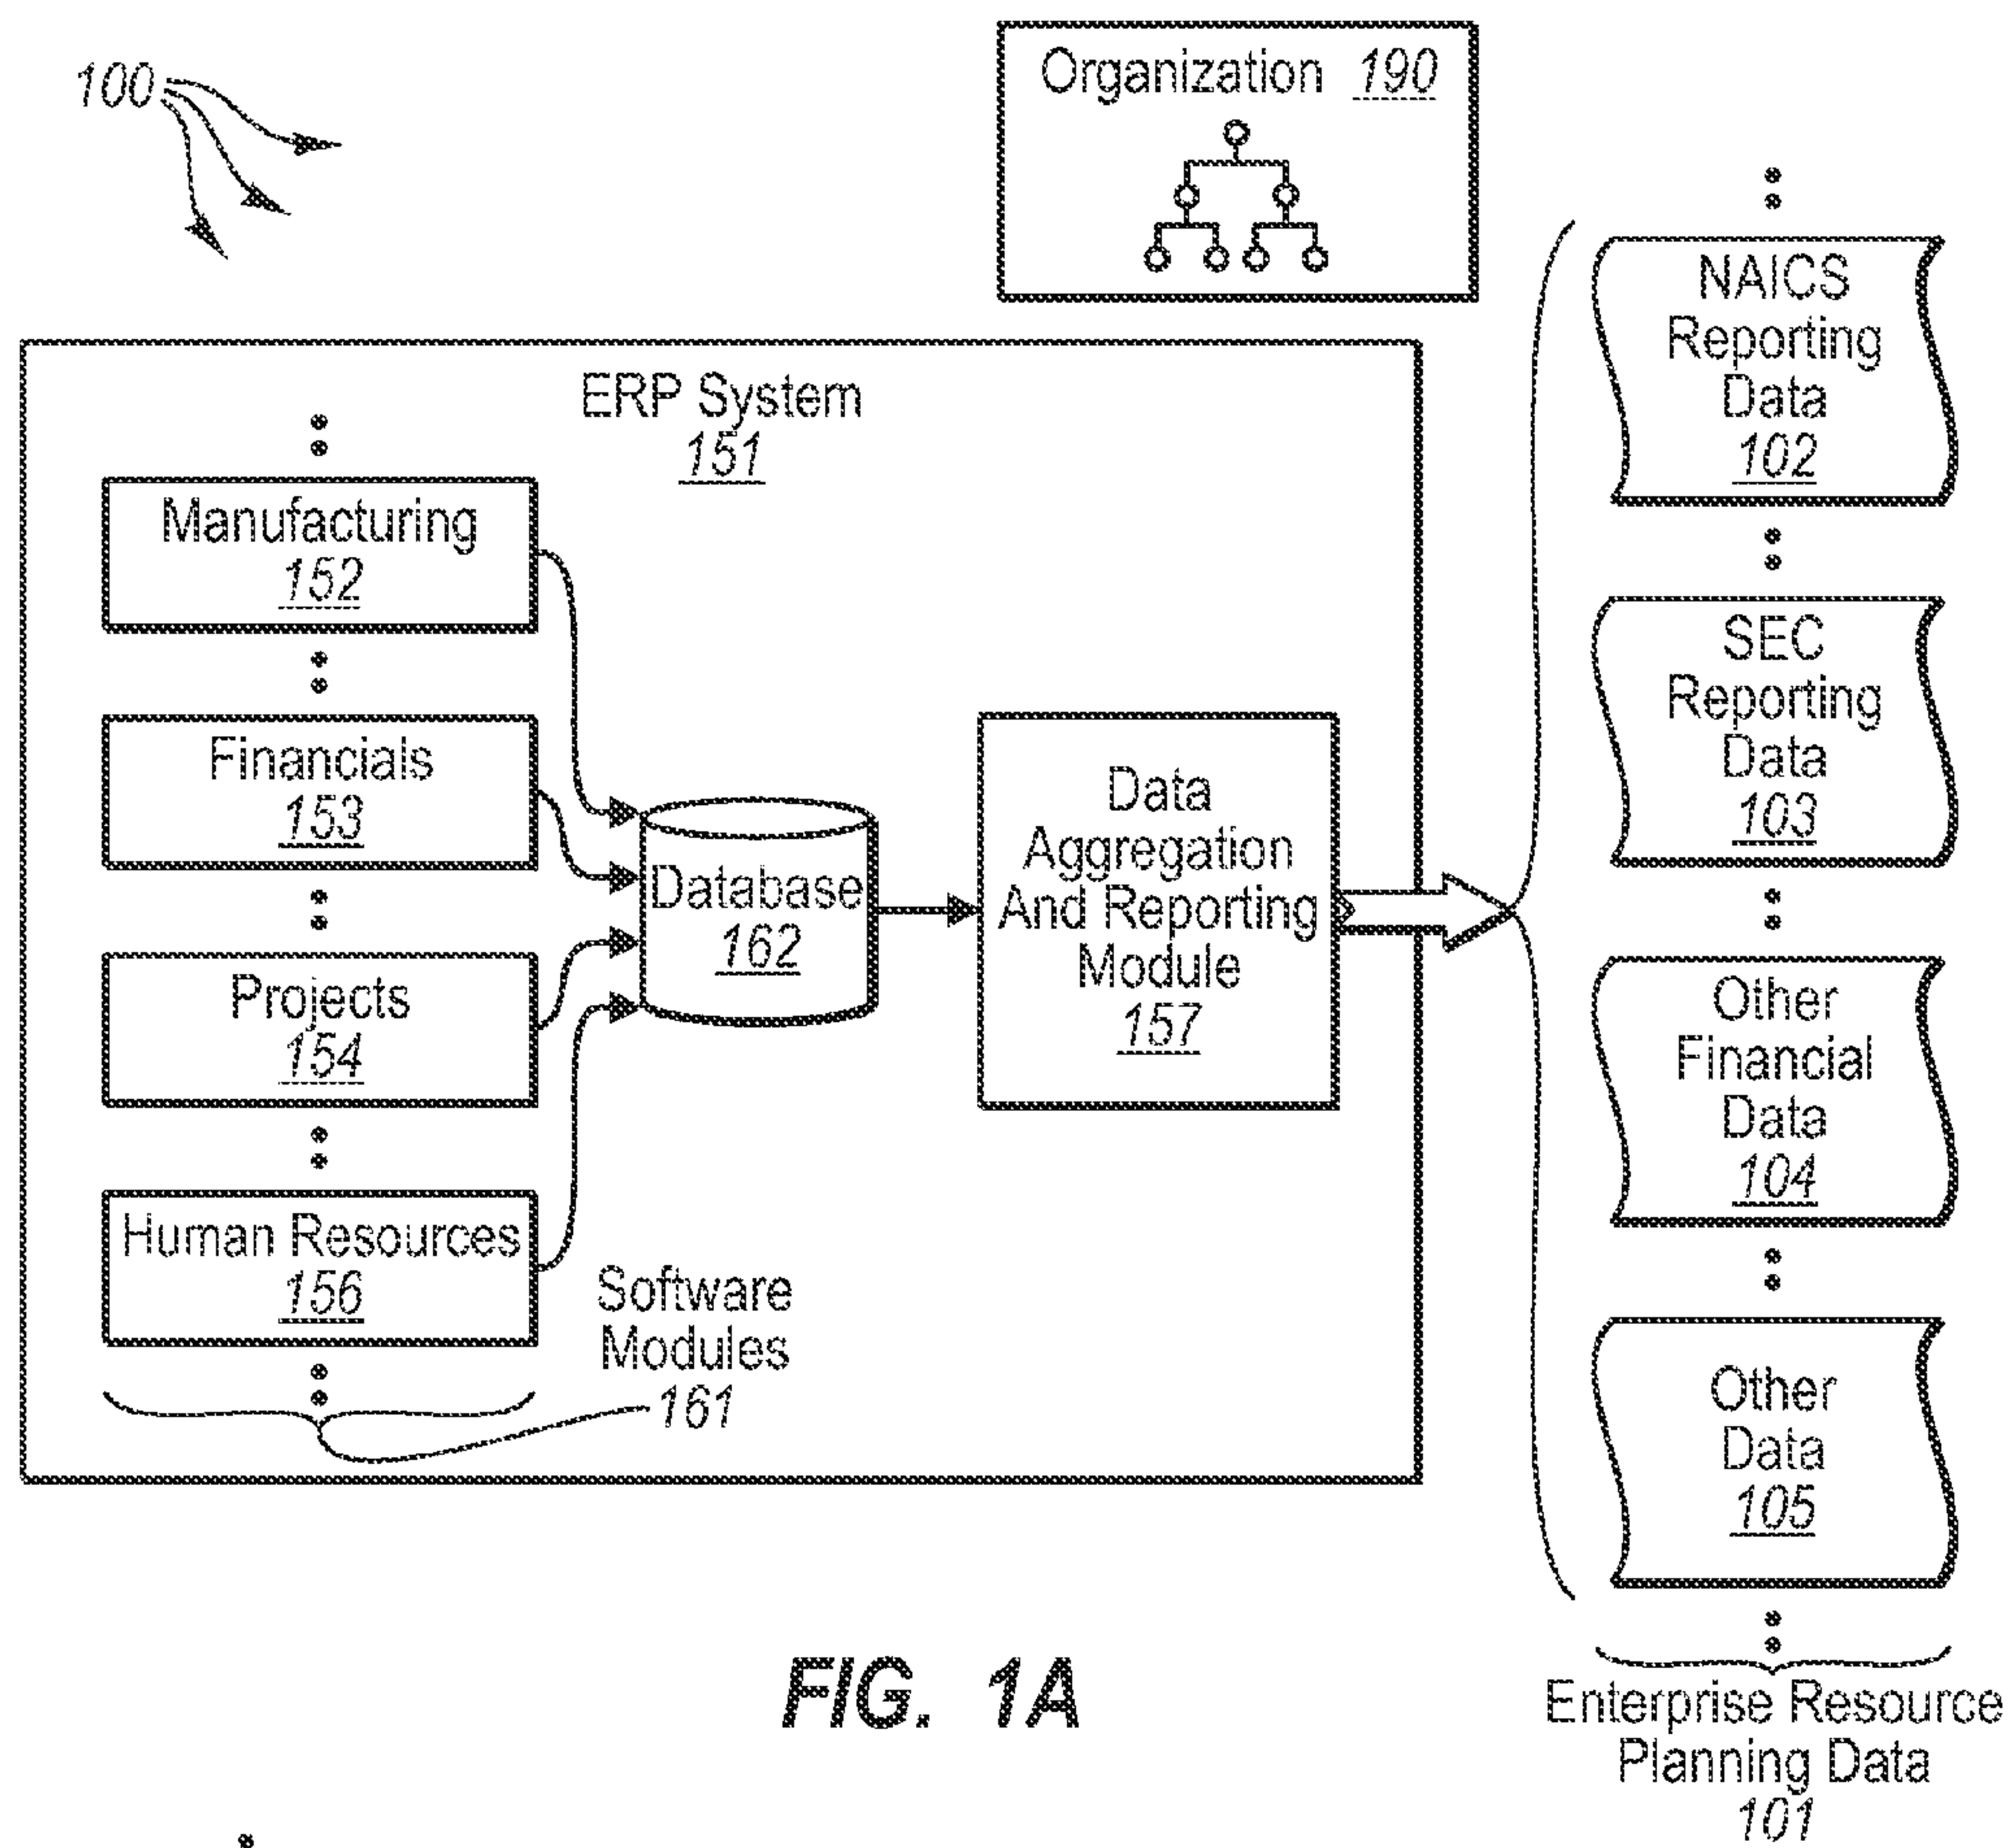 100
Organization 190
ERP System
151
Manufacturing
152
Financials
153
Projects
154
Human Resources
156
Software
Modules
161
Database
162
Data
Aggregation
And Reporting
Module
157
NAICS
Reporting
Data
102
SEC
Reporting
Data
103
Other
Financial
Data
104
Other
Data
105
Enterprise Resource
Planning Data
101
FIG. 1A